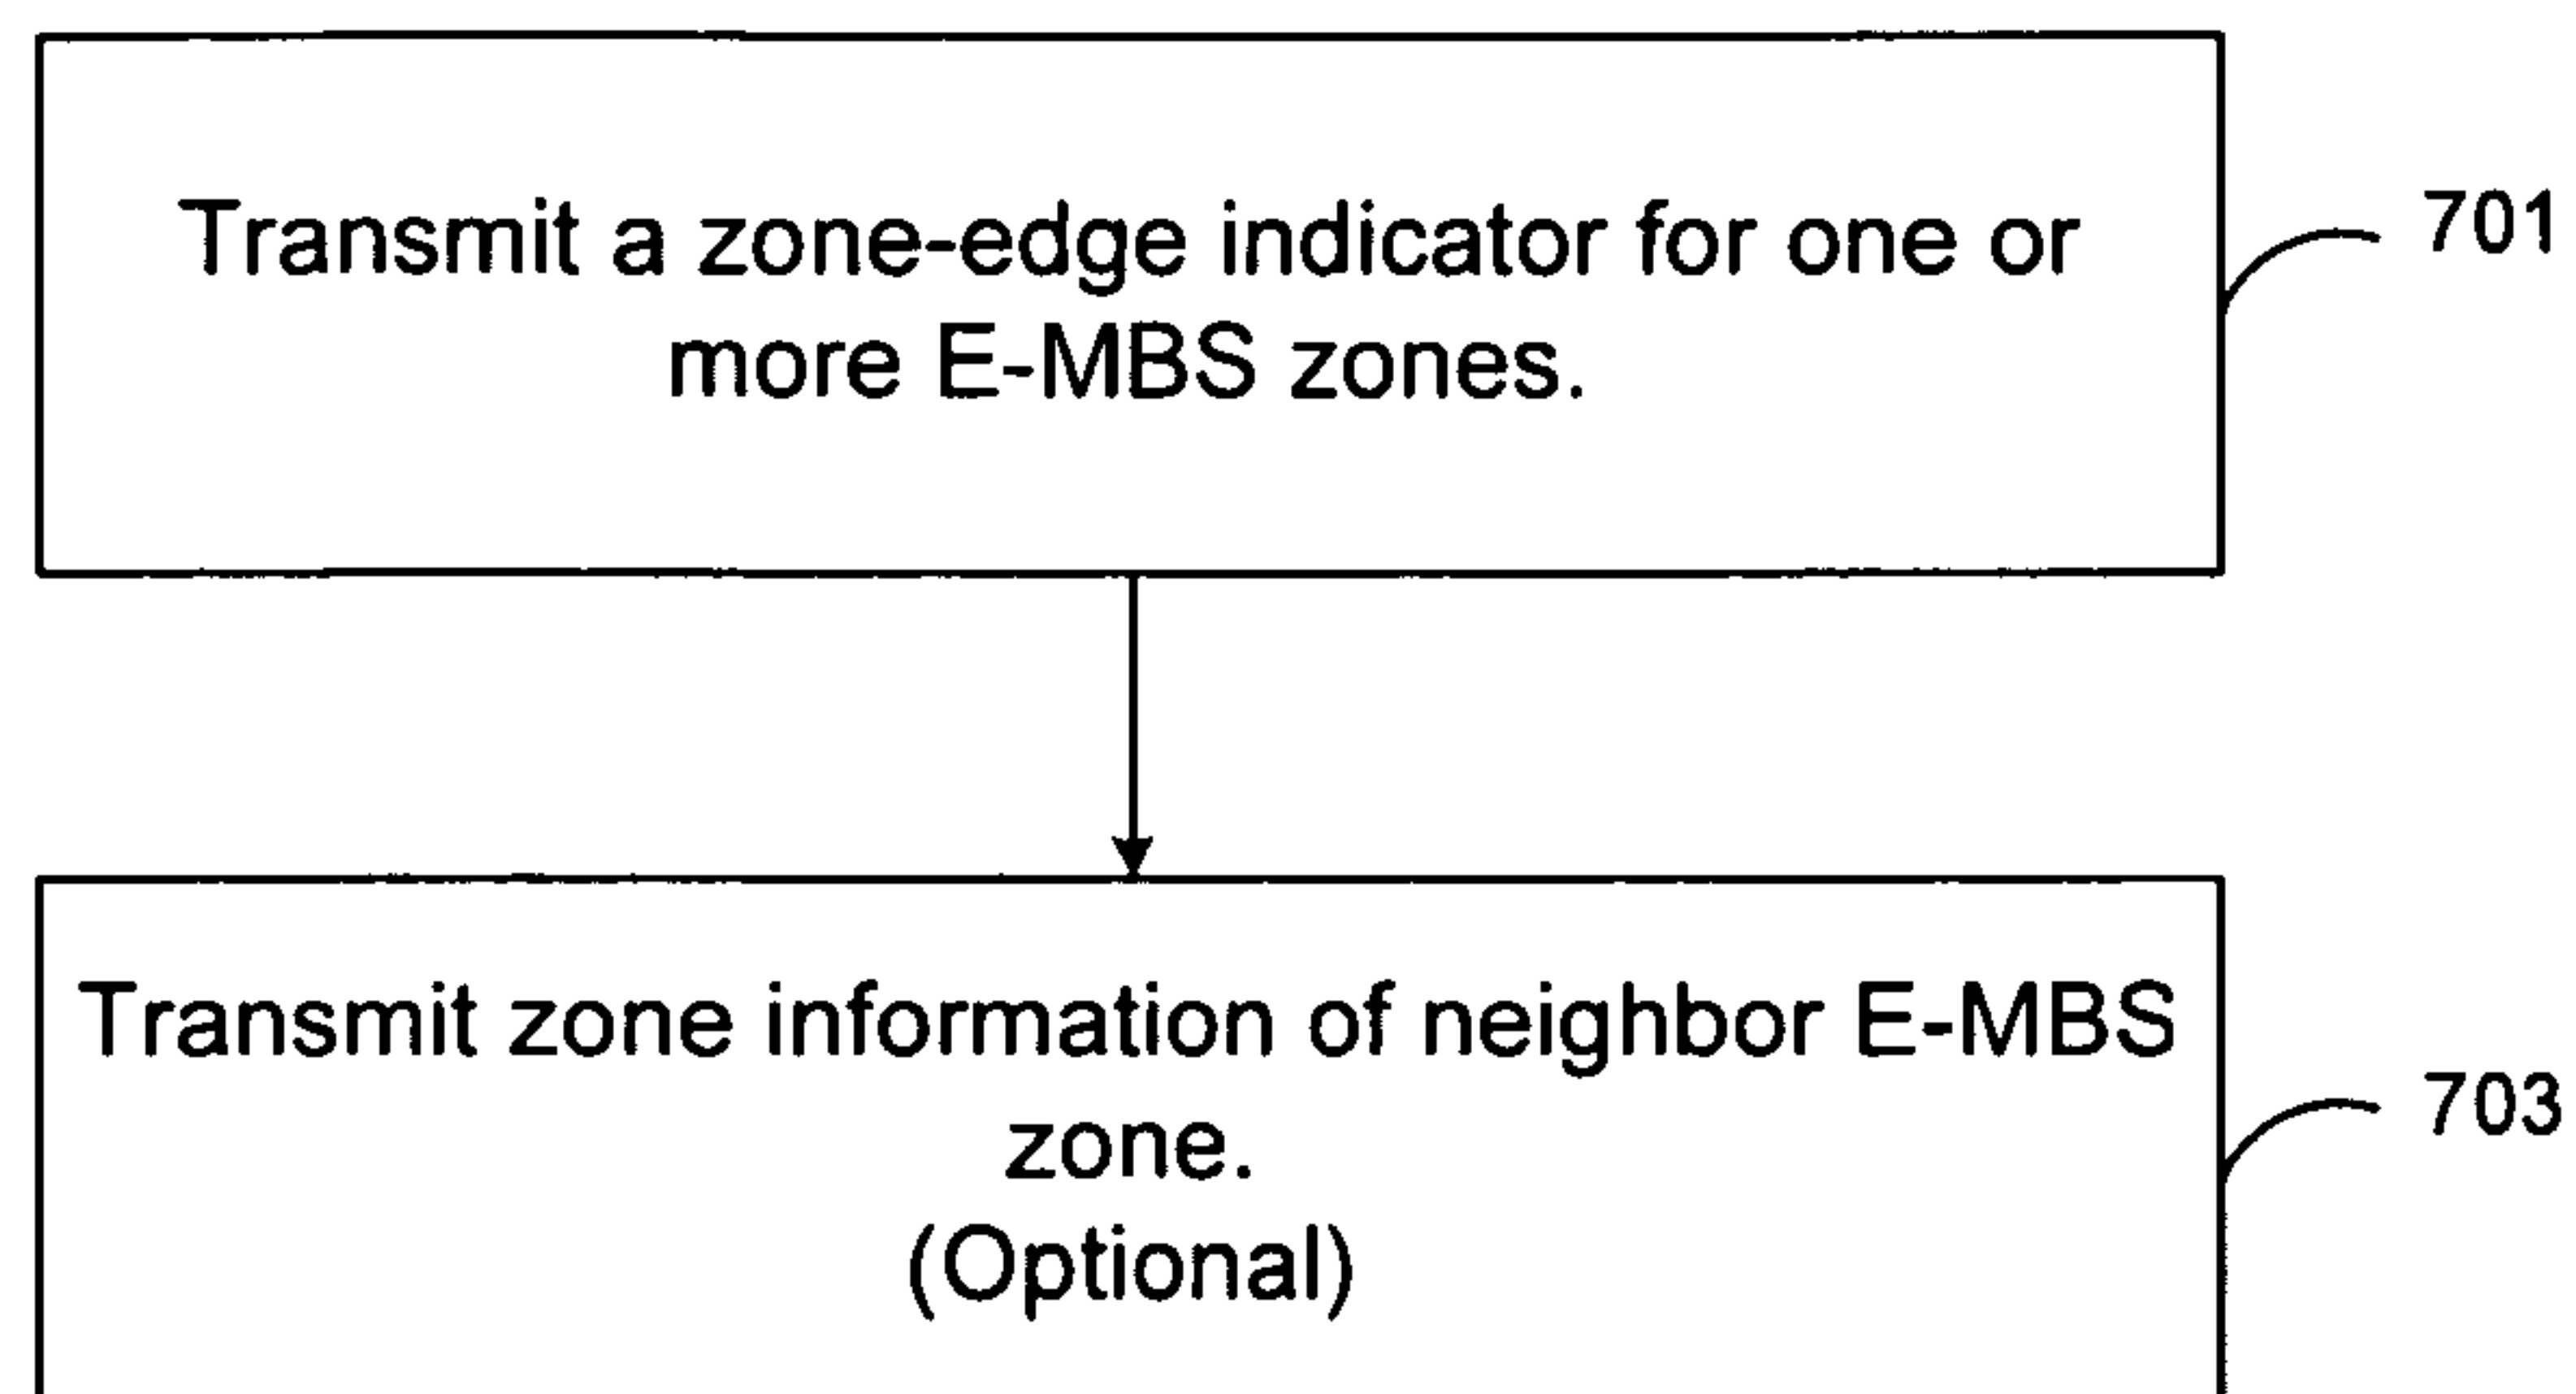 Transmit a zone-edge indicator for one or
more E-MBS zones.
701
Transmit zone information of neighbor E-MBS
zone.
(Optional)
703